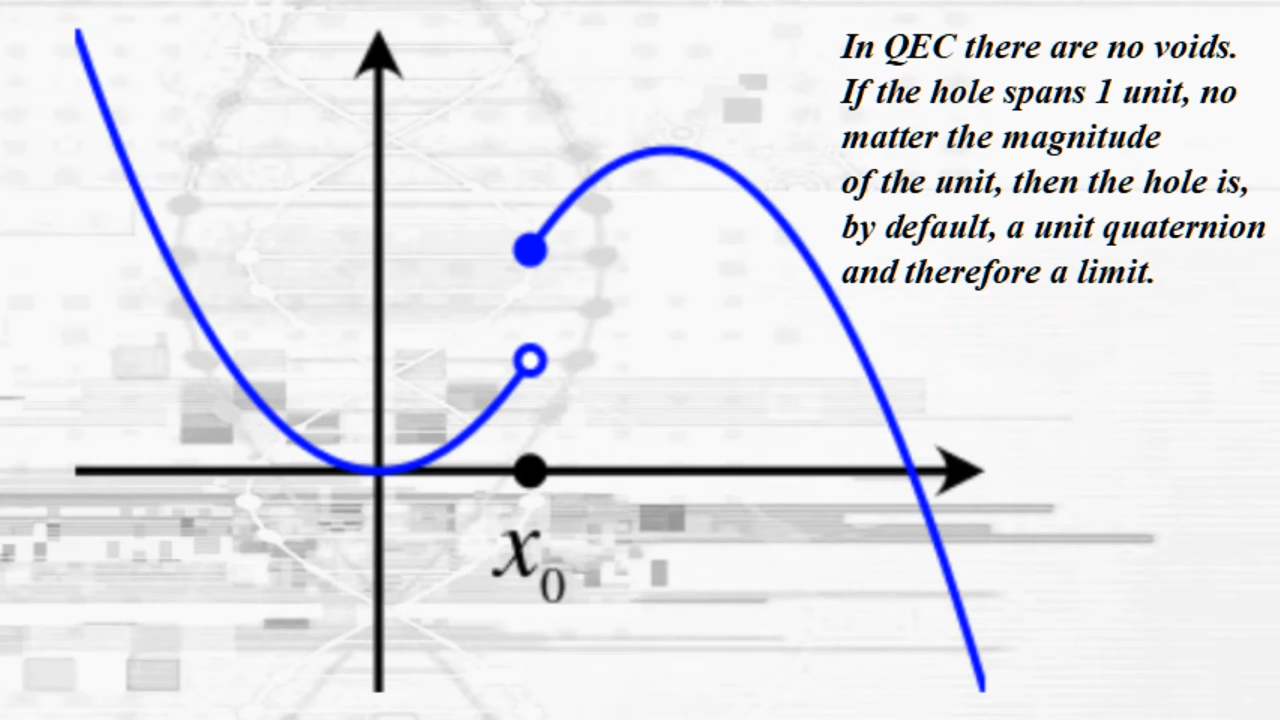 In QEC there are no voids.
If the hole spans 1 unit, no
matter the magnitude
of the unit, then the hole is,
by default, a unit quaternion
and therefore a limit.
x₀